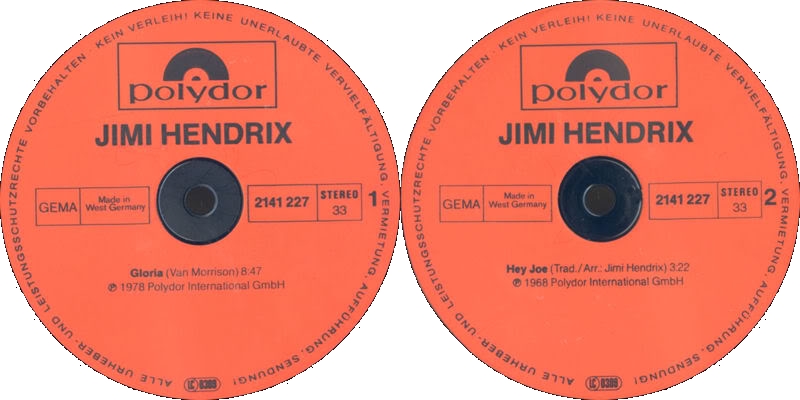 ALLE URHEBER- UND LEISTUNGSSCHUTZRECHTE VORBEHALTEN · KEIN VERLEIH! KEINE UNERLAUBTE VERVIELFÄLTIGUNG, VERMIETUNG, AUFFÜHRUNG, SENDUNG!
polydor
JIMI HENDRIX
GEMA
Made in
West Germany
2141 227
STEREO
33
1
Gloria (Van Morrison) 8:47
℗ 1978 Polydor International GmbH
LC 0309
ALLE URHEBER- UND LEISTUNGSSCHUTZRECHTE VORBEHALTEN · KEIN VERLEIH! KEINE UNERLAUBTE VERVIELFÄLTIGUNG, VERMIETUNG, AUFFÜHRUNG, SENDUNG!
polydor
JIMI HENDRIX
GEMA
Made in
West Germany
2141 227
STEREO
33
2
Hey Joe (Trad./Arr.: Jimi Hendrix) 3:22
℗ 1968 Polydor International GmbH
LC 0309